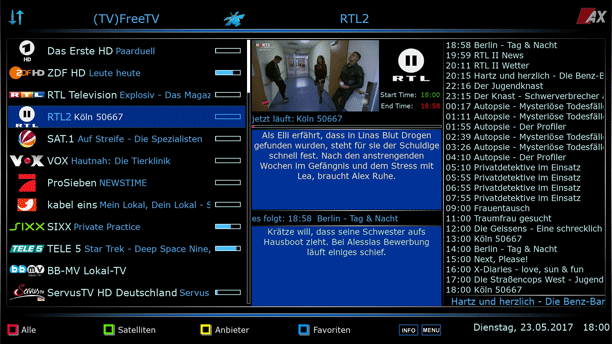 (TV)FreeTV
RTL2
AX
HD Das Erste HD Paarduell
ZDF HD ZDF HD Leute heute
RTL RTL Television Explosiv - Das Magaz
RTL RTL2 Köln 50667
SAT.1 Auf Streife - Die Spezialisten
VOX VOX Hautnah: Die Tierklinik
ProSieben NEWSTIME
kabel eins Mein Lokal, Dein Lokal - S
sixx SIXX Private Practice
TELE 5 TELE 5 Star Trek - Deep Space Nine,
bbmv BB-MV Lokal-TV
ServusTV ServusTV HD Deutschland Servus
RTL
Start Time: 18:00
End Time: 18:58
jetzt läuft: Köln 50667
Als Elli erfährt, dass in Linas Blut Drogen
gefunden wurden, steht für sie der Schuldige
schnell fest. Nach den anstrengenden
Wochen im Gefängnis und dem Stress mit
Lea, braucht Alex Ruhe.
es folgt: 18:58 Berlin - Tag & Nacht
Krätze will, dass seine Schwester aufs
Hausboot zieht. Bei Alessias Bewerbung
läuft einiges schief.
18:58 Berlin - Tag & Nacht
19:59 RTL II News
20:11 RTL II Wetter
20:15 Hartz und herzlich - Die Benz-B
22:16 Der Jugendknast
23:15 Der Knast - Schwerverbrecher
00:17 Autopsie - Mysteriöse Todesfäll
01:11 Autopsie - Mysteriöse Todesfäll
01:55 Autopsie - Der Profiler
02:39 Autopsie - Mysteriöse Todesfäll
03:26 Autopsie - Mysteriöse Todesfäll
04:10 Autopsie - Der Profiler
05:10 Privatdetektive im Einsatz
05:55 Privatdetektive im Einsatz
06:55 Privatdetektive im Einsatz
07:55 Privatdetektive im Einsatz
09:00 Frauentausch
11:00 Traumfrau gesucht
12:00 Die Geissens - Eine schrecklich
13:00 Köln 50667
14:00 Berlin - Tag & Nacht
15:00 Next, Please!
16:00 X-Diaries - love, sun & fun
17:00 Die Straßencops West - Jugend
18:00 Köln 50667
Hartz und herzlich - Die Benz-Bar
Alle
Satelliten
Anbieter
Favoriten
INFO MENU
Dienstag, 23.05.2017 18:00